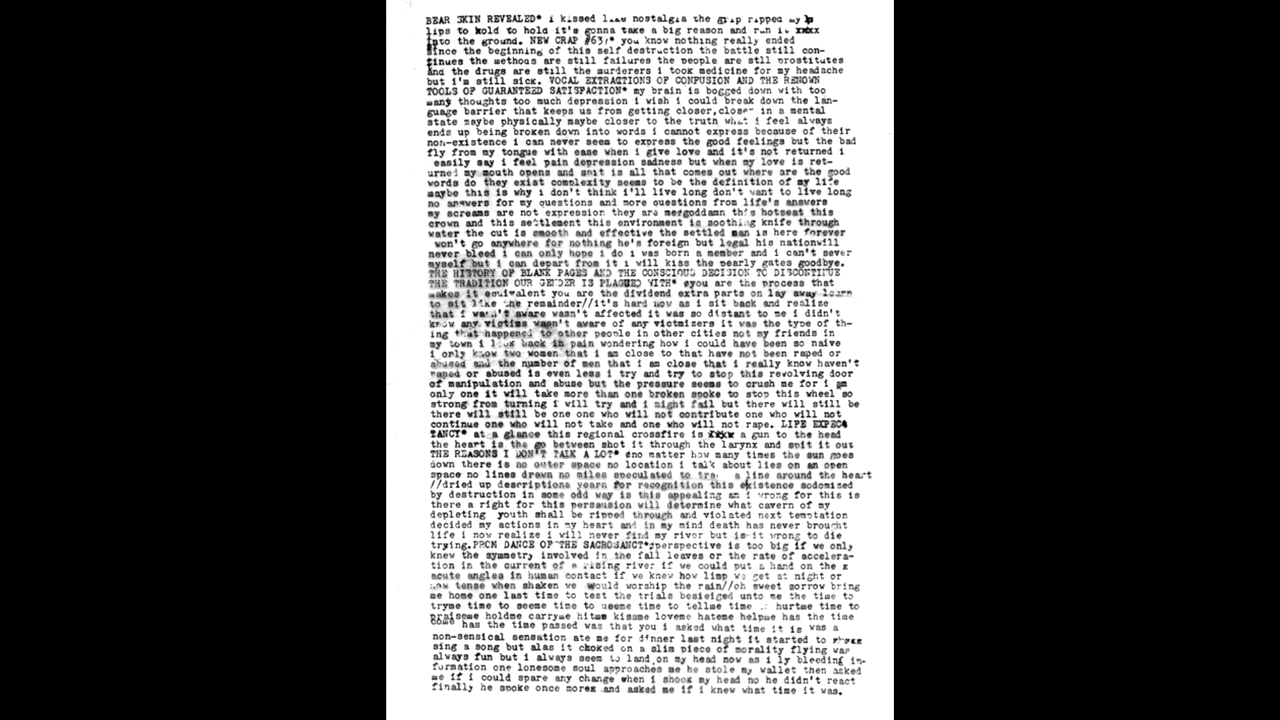 BEAR SKIN REVEALED* i kissed like nostalgia the grip ripped my
lips to hold to hold it's gonna take a big reason and run it xxxx
into the ground. NEW CRAP #63;* you know nothing really ended
since the beginning of this self destruction the battle still con-
tinues the methods are still failures the people are still prostitutes
and the drugs are still the murderers i took medicine for my headache
but i'm still sick. VOCAL EXTRACTIONS OF CONFUSION AND THE RENOWN
TOOLS OF GUARANTEED SATISFACTION* my brain is bogged down with too
many thoughts too much depression i wish i could break down the lan-
guage barrier that keeps us from getting closer,closer in a mental
state maybe physically maybe closer to the truth what i feel always
ends up being broken down into words i cannot express because of their
non-existence i can never seem to express the good feelings but the bad
fly from my tongue with ease when i give love and it's not returned i
easily say i feel pain depression sadness but when my love is ret-
urned my mouth opens and spit is all that comes out where are the good
words do they exist complexity seems to be the definition of my life
maybe this is why i don't think i'll live long don't want to live long
no answers for my questions and more questions from life's answers
my screams are not expression they are mergoddamn this hotseat this
crown and this settlement this environment is soothing knife through
water the cut is smooth and effective the settled man is here forever
won't go anywhere for nothing he's foreign but legal his nationwill
never bleed i can only hope i do i was born a member and i can't sever
myself but i can depart from it i will kiss the pearly gates goodbye.
THE HISTORY OF BLANK PAGES AND THE CONSCIOUS DECISION TO DISCONTINUE
THE TRADITION OUR GENDER IS PLAGUED WITH* øyou are the process that
makes it equivalent you are the dividend extra parts on lay away learn
to sit like the remainder//it's hard now as i sit back and realize
that i wasn't aware wasn't affected it was so distant to me i didn't
know any victims wasn't aware of any victmizers it was the type of th-
ing that happened to other people in other cities not my friends in
my town i look back in pain wondering how i could have been so naive
i only know two women that i am close to that have not been raped or
abused and the number of men that i am close that i really know haven't
raped or abused is even less i try and try to stop this revolving door
of manipulation and abuse but the pressure seems to crush me for i am
only one it will take more than one broken spoke to stop this wheel so
strong from turning i will try and i might fail but there will still be
there will still be one one who will not contribute one who will not
continue one who will not take and one who will not rape. LIFE EXPEC
TANCY* at a glance this regional crossfire is xxxx a gun to the head
the heart is the go between shot it through the larynx and spit it out
THE REASONS I DON'T TALK A LOT* øno matter how many times the sun goes
down there is no outer space no location i talk about lies on an open
space no lines drawn no miles speculated to a line around the heart
//dried up descriptions yearn for recognition this existence sodomized
by destruction in some odd way is this appealing am i wrong for this is
there a right for this persuasion will determine what cavern of my
depleting youth shall be ripped through and violated next temptation
decided my actions in my heart and in my mind death has never brought
life i now realize i will never find my river but is it wrong to die
trying.PROM DANCE OF THE SACROSANCT*;perspective is too big if we only
knew the symmetry involved in the fall leaves or the rate of accelera-
tion in the current of a rising river if we could put a hand on the x
acute angles in human contact if we knew how limp we get at night or
how tense when shaken we would worship the rain//oh sweet sorrow bring
me home one last time to test the trials besieiged unto me the time to
tryme time to seeme time to useme time to tellme time hurtme time to
praiseme holdme carryme hitme kissme loveme hateme helpme has the time
come has the time passed was that you i asked what time it is was a
non-sensical sensation ate me for dinner last night it started to
sing a song but alas it choked on a slim piece of morality flying was
always fun but i always seem to land on my head now as i ly bleeding in-
formation one lonesome soul approaches me he stole my wallet then asked
me if i could spare any change when i shook my head no he didn't react
finally he spoke once morex and asked me if i knew what time it was.